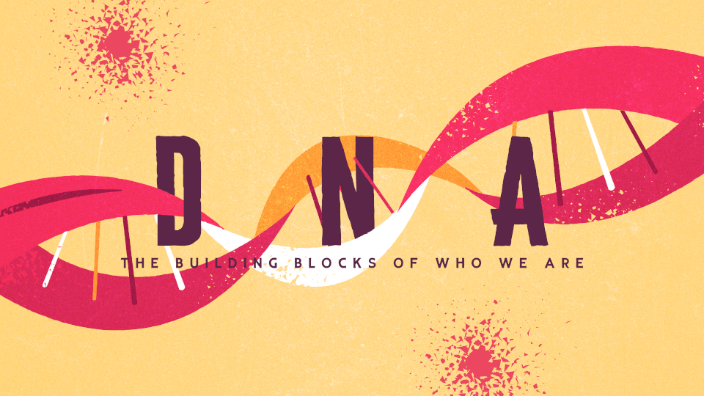 DNA
THE BUILDING BLOCKS OF WHO WE ARE